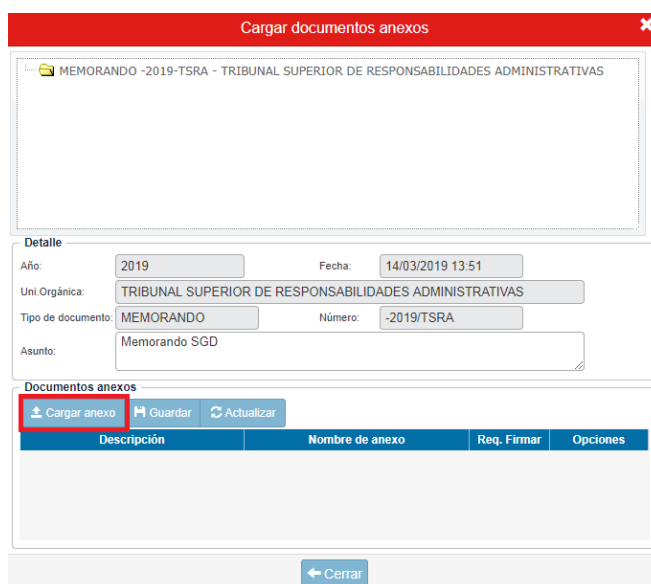 Cargar documentos anexos
MEMORANDO -2019-TSRA - TRIBUNAL SUPERIOR DE RESPONSABILIDADES ADMINISTRATIVAS
Detalle
Año: 2019 Fecha: 14/03/2019 13:51
Uni.Orgánica: TRIBUNAL SUPERIOR DE RESPONSABILIDADES ADMINISTRATIVAS
Tipo de documento: MEMORANDO Número: -2019/TSRA
Asunto: Memorando SGD
Documentos anexos
Cargar anexo Guardar Actualizar
Descripción Nombre de anexo Req. Firmar Opciones
Cerrar